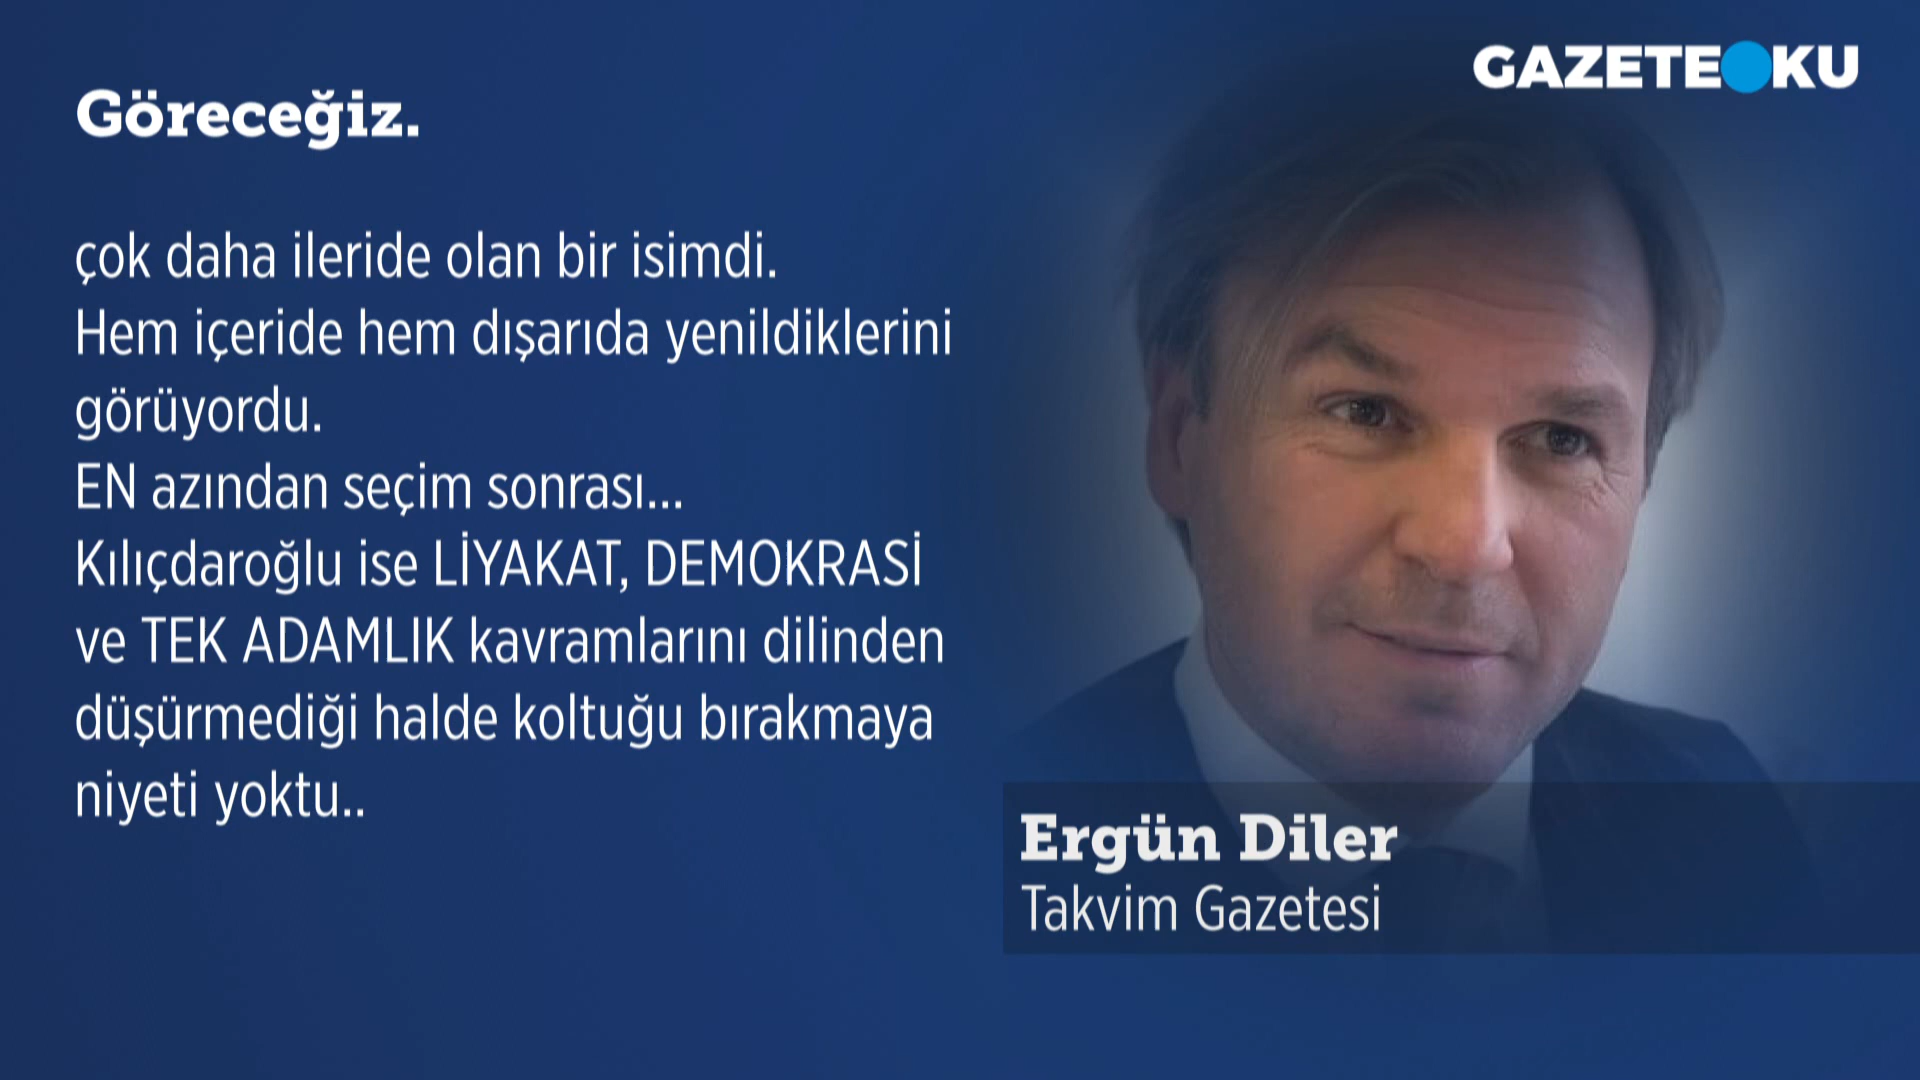 GAZETE OKU
Göreceğiz.
çok daha ileride olan bir isimdi.
Hem içeride hem dışarıda yenildiklerini
görüyordu.
EN azından seçim sonrası...
Kılıçdaroğlu ise LİYAKAT, DEMOKRASİ
ve TEK ADAMLIK kavramlarını dilinden
düşürmediği halde koltuğu bırakmaya
niyeti yoktu..
Ergün Diler
Takvim Gazetesi